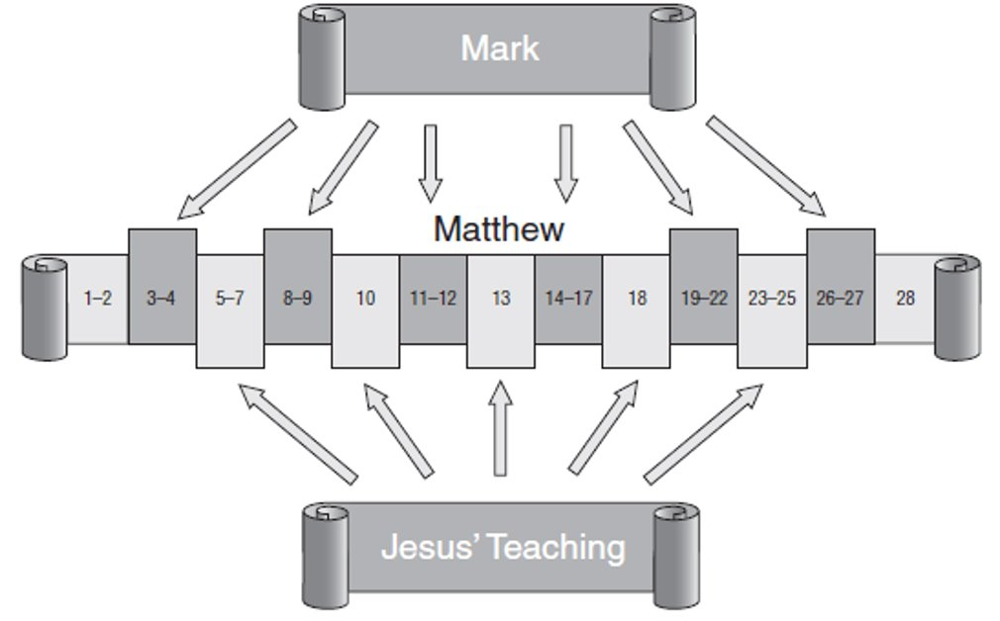 Mark
Matthew
1–2 3–4 5–7 8–9 10 11–12 13 14–17 18 19–22 23–25 26–27 28
Jesus’ Teaching